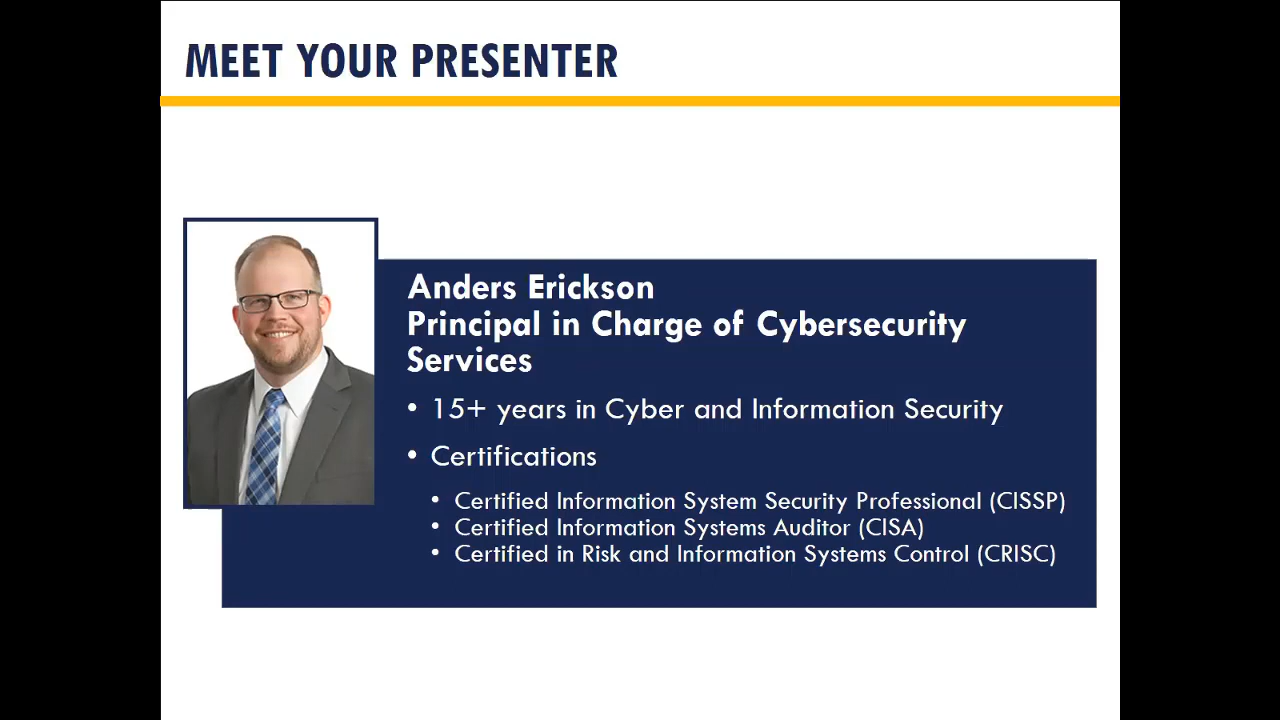 MEET YOUR PRESENTER
Anders Erickson
Principal in Charge of Cybersecurity
Services
• 15+ years in Cyber and Information Security
• Certifications
• Certified Information System Security Professional (CISSP)
• Certified Information Systems Auditor (CISA)
• Certified in Risk and Information Systems Control (CRISC)